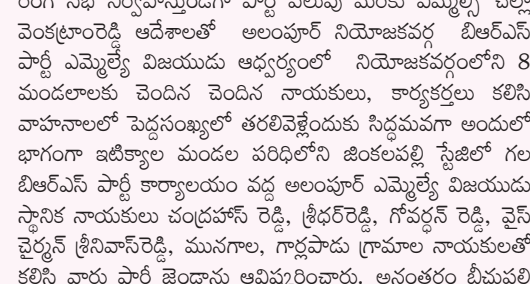 రంగ సభ నిర్వహిస్తుండగా పార్టీ పిలుపు మేరకు ఎమ్మెల్సీ చల్లా
వెంకట్రాంరెడ్డి ఆదేశాలతో అలంపూర్ నియోజకవర్గ బిఆర్ఎస్
పార్టీ ఎమ్మెల్యే విజయుడు ఆధ్వర్యంలో నియోజకవర్గంలోని 8
మండలాలకు చెందిన చెందిన నాయకులు, కార్యకర్తలు కలిసి
వాహనాలలో పెద్దసంఖ్యలో తరలివెళ్లేందుకు సిద్ధమవగా అందులో
భాగంగా ఇటిక్యాల మండల పరిధిలోని జింకలపల్లి స్టేజిలో గల
బిఆర్ఎస్ పార్టీ కార్యాలయం వద్ద అలంపూర్ ఎమ్మెల్యే విజయుడు
స్థానిక నాయకులు చంద్రహాస్ రెడ్డి, శ్రీధర్‌రెడ్డి, గోవర్ధన్ రెడ్డి, వైస్
చైర్మన్ శ్రీనివాస్‌రెడ్డి, మునగాల, గార్లపాడు గ్రామాల నాయకులతో
కలిసి వారు పార్టీ జెండాను ఆవిష్కరించారు. అనంతరం బీచుపల్లి